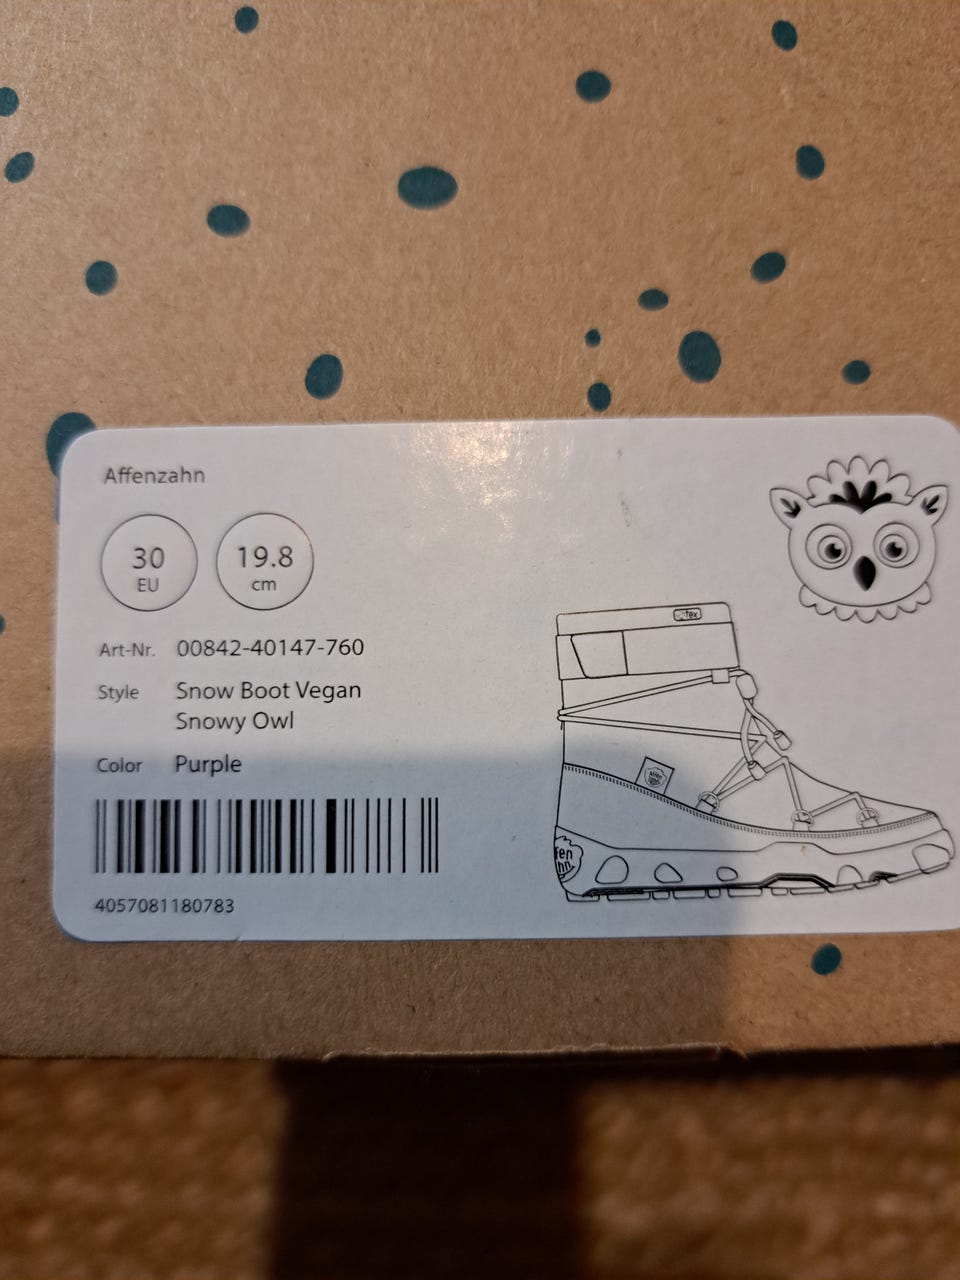 Affenzahn
30
EU
19.8
cm
Art-Nr. 00842-40147-760
Style Snow Boot Vegan
Snowy Owl
Color Purple
4057081180783
tex